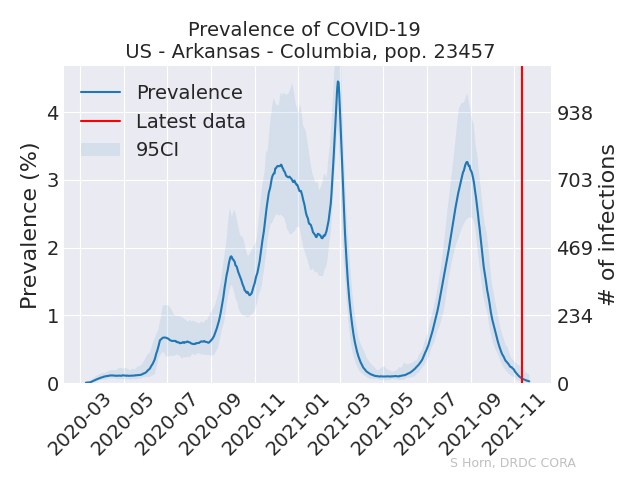 Prevalence of COVID-19
US - Arkansas - Columbia, pop. 23457
Prevalence
Latest data
95CI
Prevalence (%)
4
3
2
1
0
# of infections
938
703
469
234
0
2020-03
2020-05
2020-07
2020-09
2020-11
2021-01
2021-03
2021-05
2021-07
2021-09
2021-11
S Horn, DRDC CORA